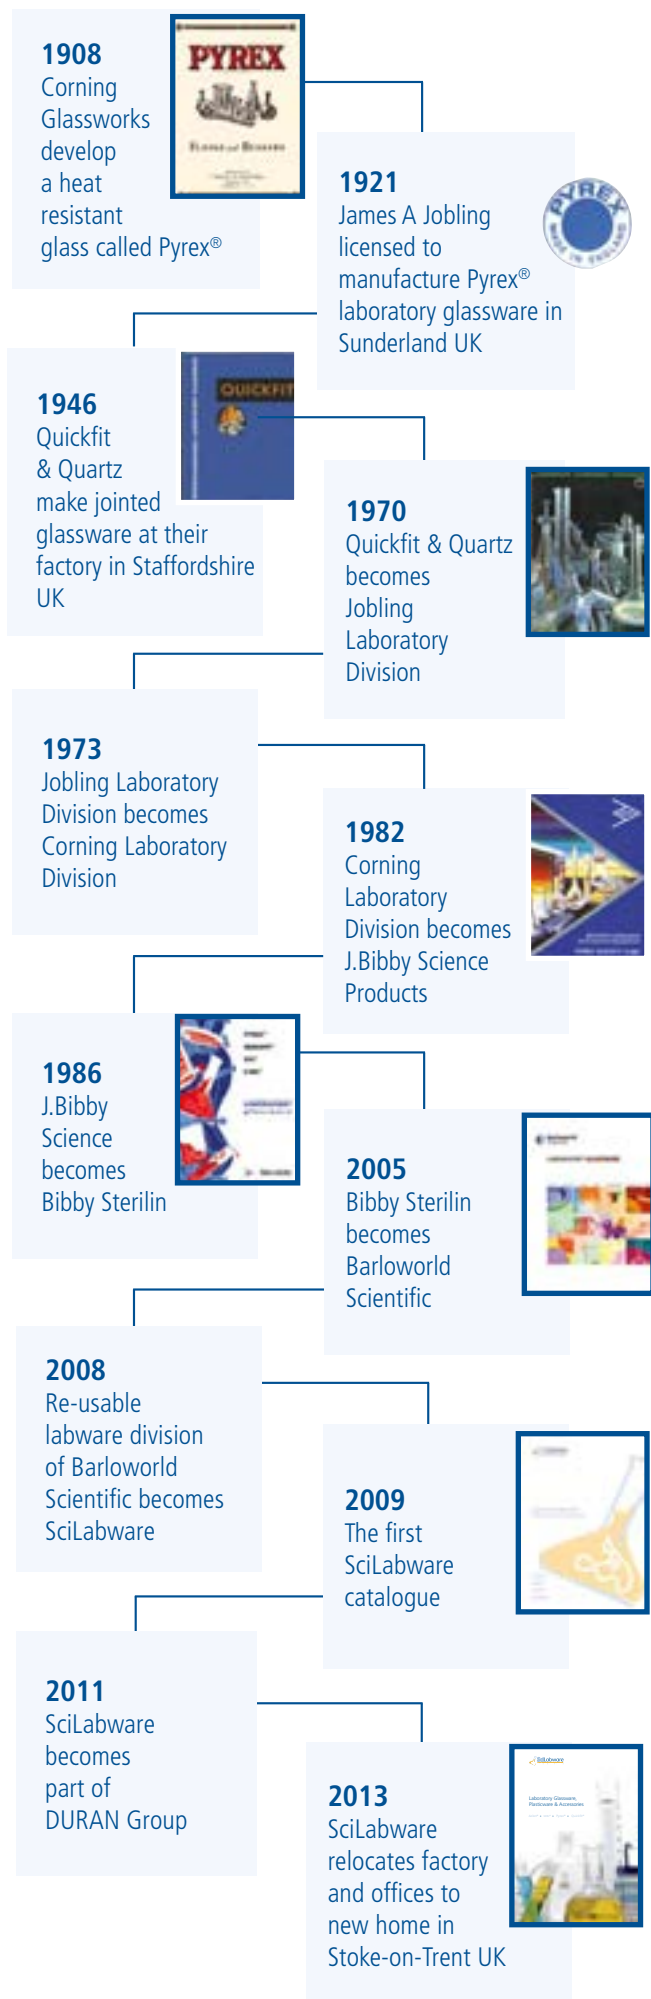 1908
Corning
Glassworks
develop
a heat
resistant
glass called Pyrex®
PYREX
1921
James A Jobling
licensed to
manufacture Pyrex®
laboratory glassware in
Sunderland UK
PYREX
MADE IN ENGLAND
1946
Quickfit
& Quartz
make jointed
glassware at their
factory in Staffordshire
UK
QUICKFIT
1970
Quickfit & Quartz
becomes
Jobling
Laboratory
Division
1973
Jobling Laboratory
Division becomes
Corning Laboratory
Division
1982
Corning
Laboratory
Division becomes
J.Bibby Science
Products
1986
J.Bibby
Science
becomes
Bibby Sterilin
2005
Bibby Sterilin
becomes
Barloworld
Scientific
2008
Re-usable
labware division
of Barloworld
Scientific becomes
SciLabware
2009
The first
SciLabware
catalogue
2011
SciLabware
becomes
part of
DURAN Group
2013
SciLabware
relocates factory
and offices to
new home in
Stoke-on-Trent UK
SciLabware
Laboratory Glassware,
Plasticware & Accessories